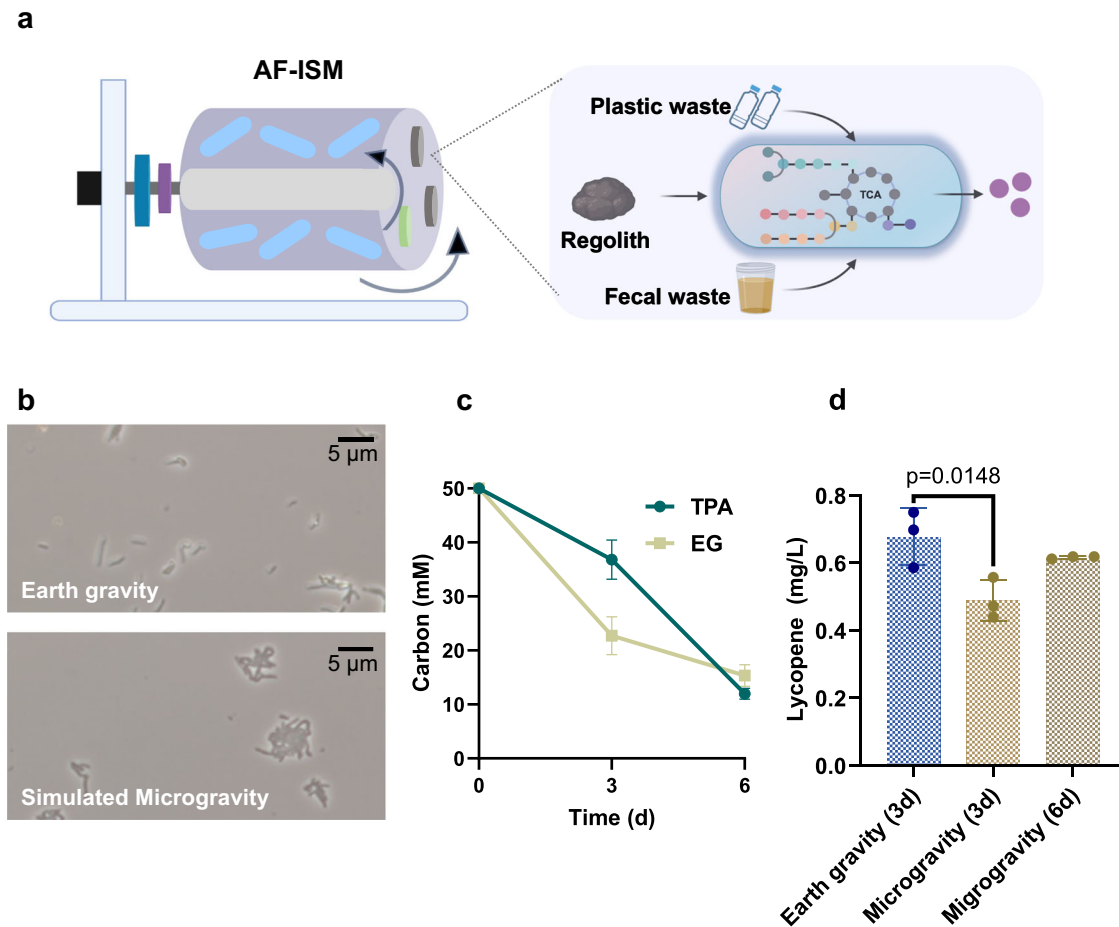 a
AF-ISM
Plastic waste
TCA
Regolith
Fecal waste
b
5 µm
Earth gravity
5 µm
Simulated Microgravity
c
50
40
30
20
10
0
Carbon (mM)
TPA
EG
0 3 6
Time (d)
d
p=0.0148
0.8
0.6
0.4
0.2
0.0
Lycopene (mg/L)
Earth gravity (3d)
Microgravity (3d)
Migrogravity (6d)